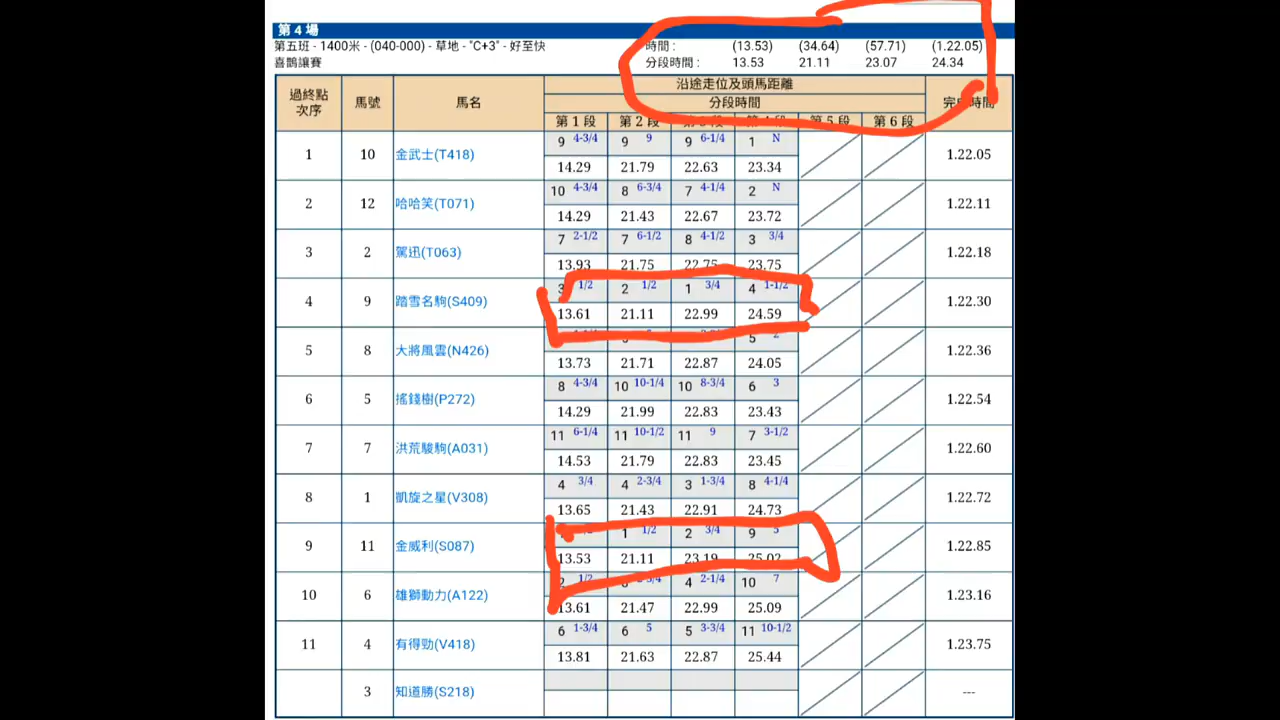 第 4 場
第五班 - 1400米 - (040-000) - 草地 - "C+3" - 好至快 時間 : (13.53) (34.64) (57.71) (1.22.05)
喜鵲讓賽 分段時間 : 13.53 21.11 23.07 24.34
過終點次序 馬號 馬名 沿途走位及頭馬距離 完成時間
分段時間
第 1 段 第 2 段 段 第 4 段 第 5 段 第 6 段
9 4-3/4 9 9 9 6-1/4 1 N
1 10 金武士(T418) 1.22.05
14.29 21.79 22.63 23.34
10 4-3/4 8 6-3/4 7 4-1/4 2 N
2 12 哈哈笑(T071) 1.22.11
14.29 21.43 22.67 23.72
7 2-1/2 7 6-1/2 8 4-1/2 3 3/4
3 2 駕迅(T063) 1.22.18
13.93 21.75 22.75 23.75
3 1/2 2 1/2 1 3/4 4 1-1/2
4 9 踏雪名駒(S409) 1.22.30
13.61 21.11 22.99 24.59
5 2
5 8 大將風雲(N426) 1.22.36
13.73 21.71 22.87 24.05
8 4-3/4 10 10-1/4 10 8-3/4 6 3
6 5 搖錢樹(P272) 1.22.54
14.29 21.99 22.83 23.43
11 6-1/4 11 10-1/2 11 9 7 3-1/2
7 7 洪荒駿駒(A031) 1.22.60
14.53 21.79 22.83 23.45
4 3/4 4 2-3/4 3 1-3/4 8 4-1/4
8 1 凱旋之星(V308) 1.22.72
13.65 21.43 22.91 24.73
1 1/2 2 3/4 9 5
9 11 金威利(S087) 1.22.85
13.53 21.11 23.19 25.02
2 1/2 4 2-1/4 10 7
10 6 雄獅動力(A122) 1.23.16
13.61 21.47 22.99 25.09
6 1-3/4 6 5 5 3-3/4 11 10-1/2
11 4 有得勁(V418) 1.23.75
13.81 21.63 22.87 25.44
3 知道勝(S218) ---